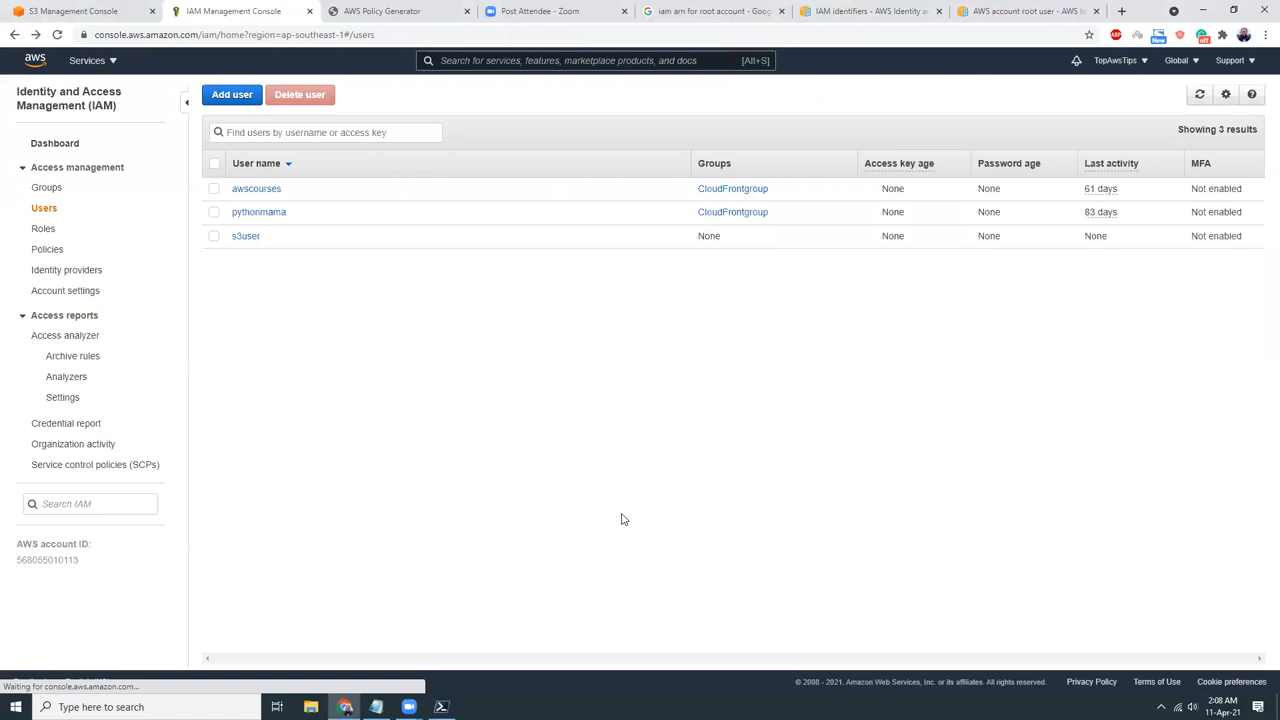 S3 Management Console
IAM Management Console
AWS Policy Generator
Post Attendee - Zoom
iam arn for root account - Goog
IAM identifiers - AWS Identity a
AWS account root user - AWS Id
console.aws.amazon.com/iam/home?region=ap-southeast-1#/users
ABP
New
off
aws
Services
Search for services, features, marketplace products, and docs
[Alt+S]
TopAwsTips
Global
Support
Identity and Access
Management (IAM)
Dashboard
Access management
Groups
Users
Roles
Policies
Identity providers
Account settings
Access reports
Access analyzer
Archive rules
Analyzers
Settings
Credential report
Organization activity
Service control policies (SCPs)
Search IAM
AWS account ID:
568055010113
Add user
Delete user
Find users by username or access key
Showing 3 results
User name Groups Access key age Password age Last activity MFA
awscourses CloudFrontgroup None None 61 days Not enabled
pythonmama CloudFrontgroup None None 83 days Not enabled
s3user None None None None Not enabled
© 2008 - 2021, Amazon Web Services, Inc. or its affiliates. All rights reserved.
Privacy Policy
Terms of Use
Cookie preferences
Waiting for console.aws.amazon.com...
Type here to search
2:08 AM
11-Apr-21